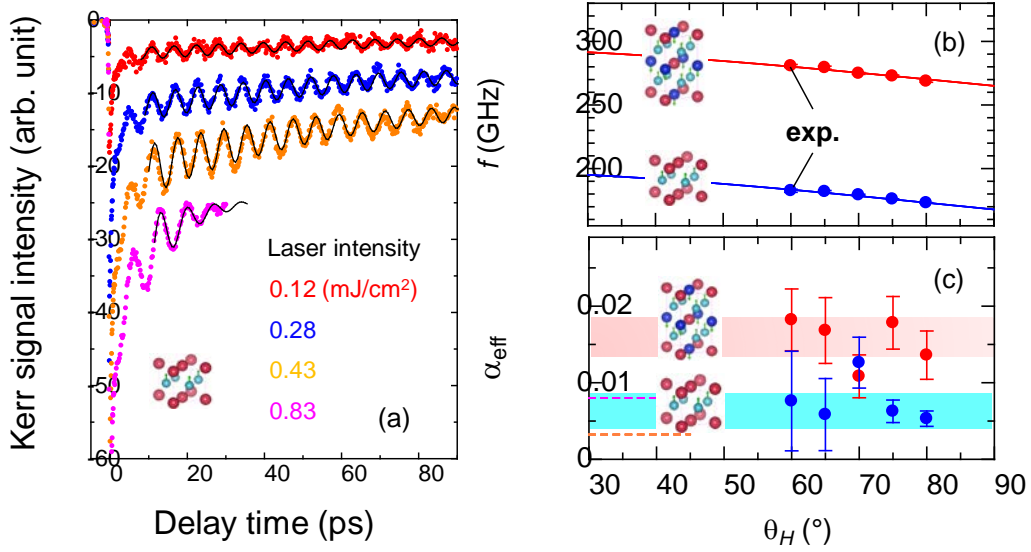 Kerr signal intensity (arb. unit)
0
-10
-20
-30
-40
-50
-60
Laser intensity
0.12 (mJ/cm²)
0.28
0.43
0.83
(a)
0 20 40 60 80
Delay time (ps)
f (GHz)
300
250
200
(b)
exp.
α_eff
0.02
0.01
0
(c)
30 40 50 60 70 80 90
θ_H (°)